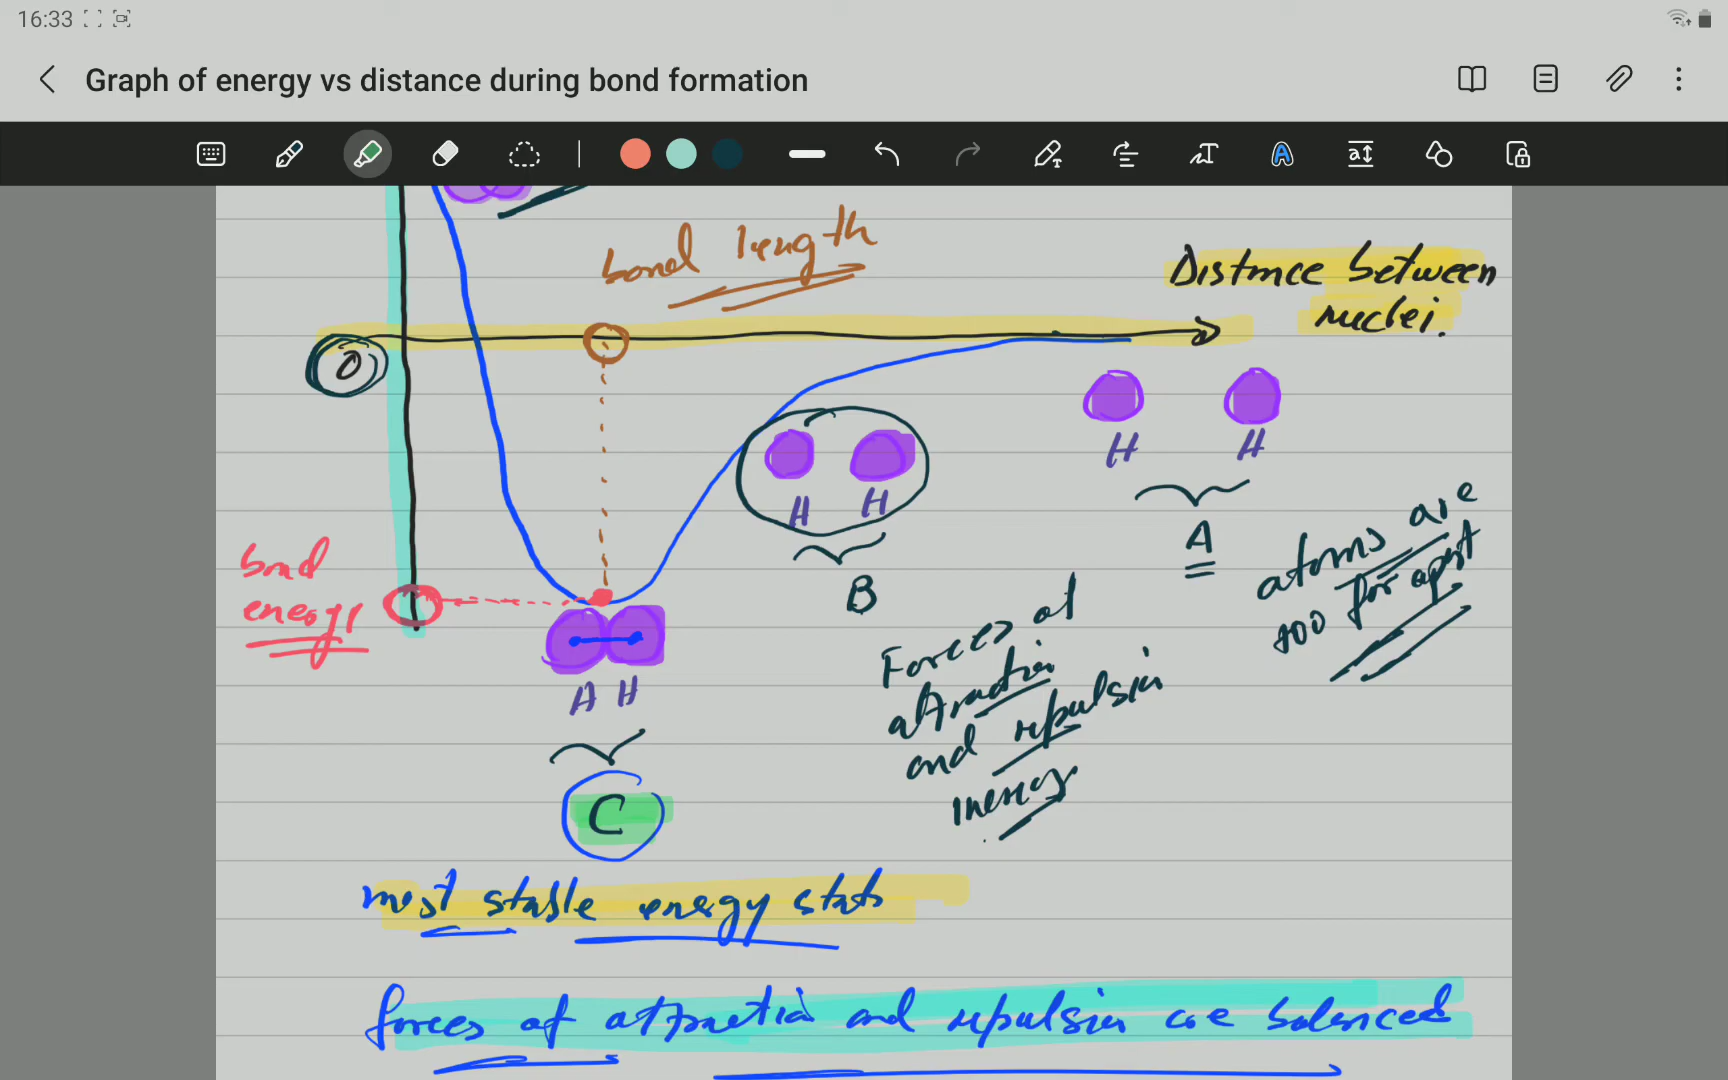 16:33
Graph of energy vs distance during bond formation
bond length
Distance between
nuclei.
0
H H
H H
A
atoms are
too far apart
B
bond
energy
H H
Forces of
attraction
and repulsion
increase
C
most stable energy state
forces of attraction and repulsion are balanced